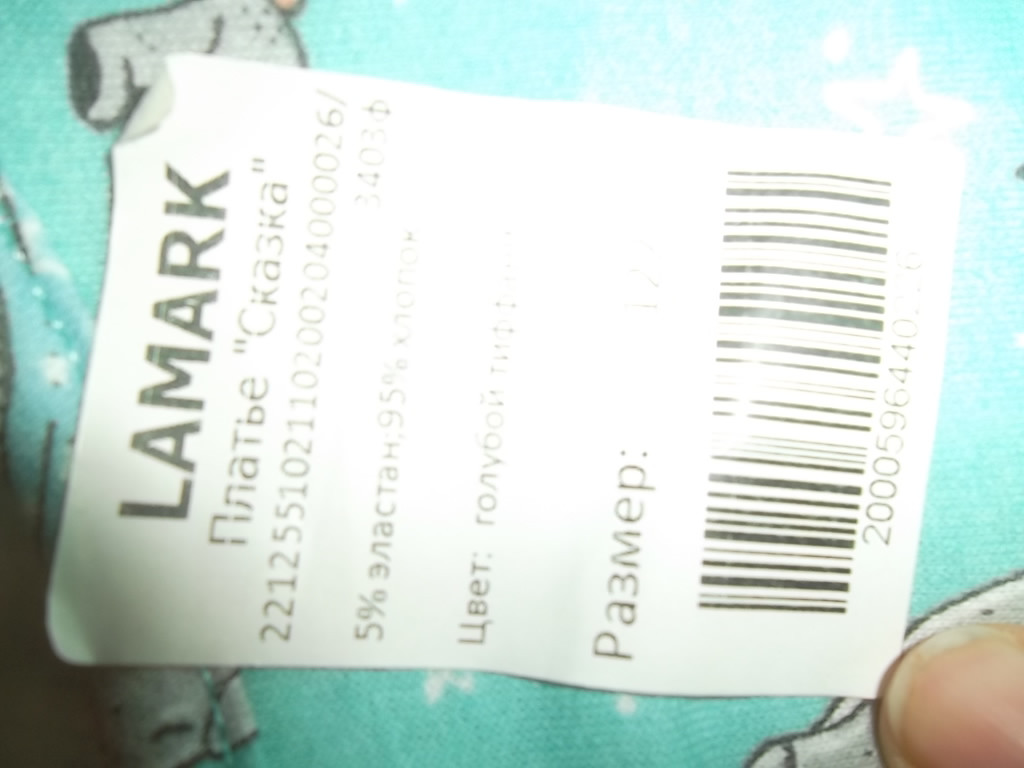 LAMARK
Платье "Сказка"
2212551021102002040000026/
3403ф
5% эластан;95% хлопок
Цвет: голубой
Размер: